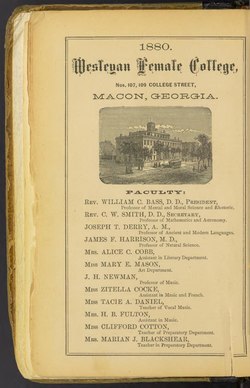 1880.
Wesleyan Female College,
Nos. 107, 109 COLLEGE STREET,
MACON, GEORGIA.
FACULTY:
REV. WILLIAM C. BASS, D. D., PRESIDENT,
Professor of Mental and Moral Science and Rhetoric.
REV. C. W. SMITH, D. D., SECRETARY,
Professor of Mathematics and Astronomy.
JOSEPH T. DERRY, A. M.,
Professor of Ancient and Modern Languages.
JAMES F. HARRISON, M. D.,
Professor of Natural Science.
MRS. ALICE C. COBB,
Assistant in Literary Department.
MISS MARY E. MASON,
Art Department.
J. H. NEWMAN,
Professor of Music.
MISS ZITELLA COCKE,
Assistant in Music and French.
MISS TACIE A. DANIEL,
Teacher of Vocal Music.
MRS. H. B. FULTON,
Assistant in Music.
MISS CLIFFORD COTTON,
Teacher of Preparatory Department.
MRS. MARIAN J. BLACKSHEAR,
Teacher in Preparatory Department.